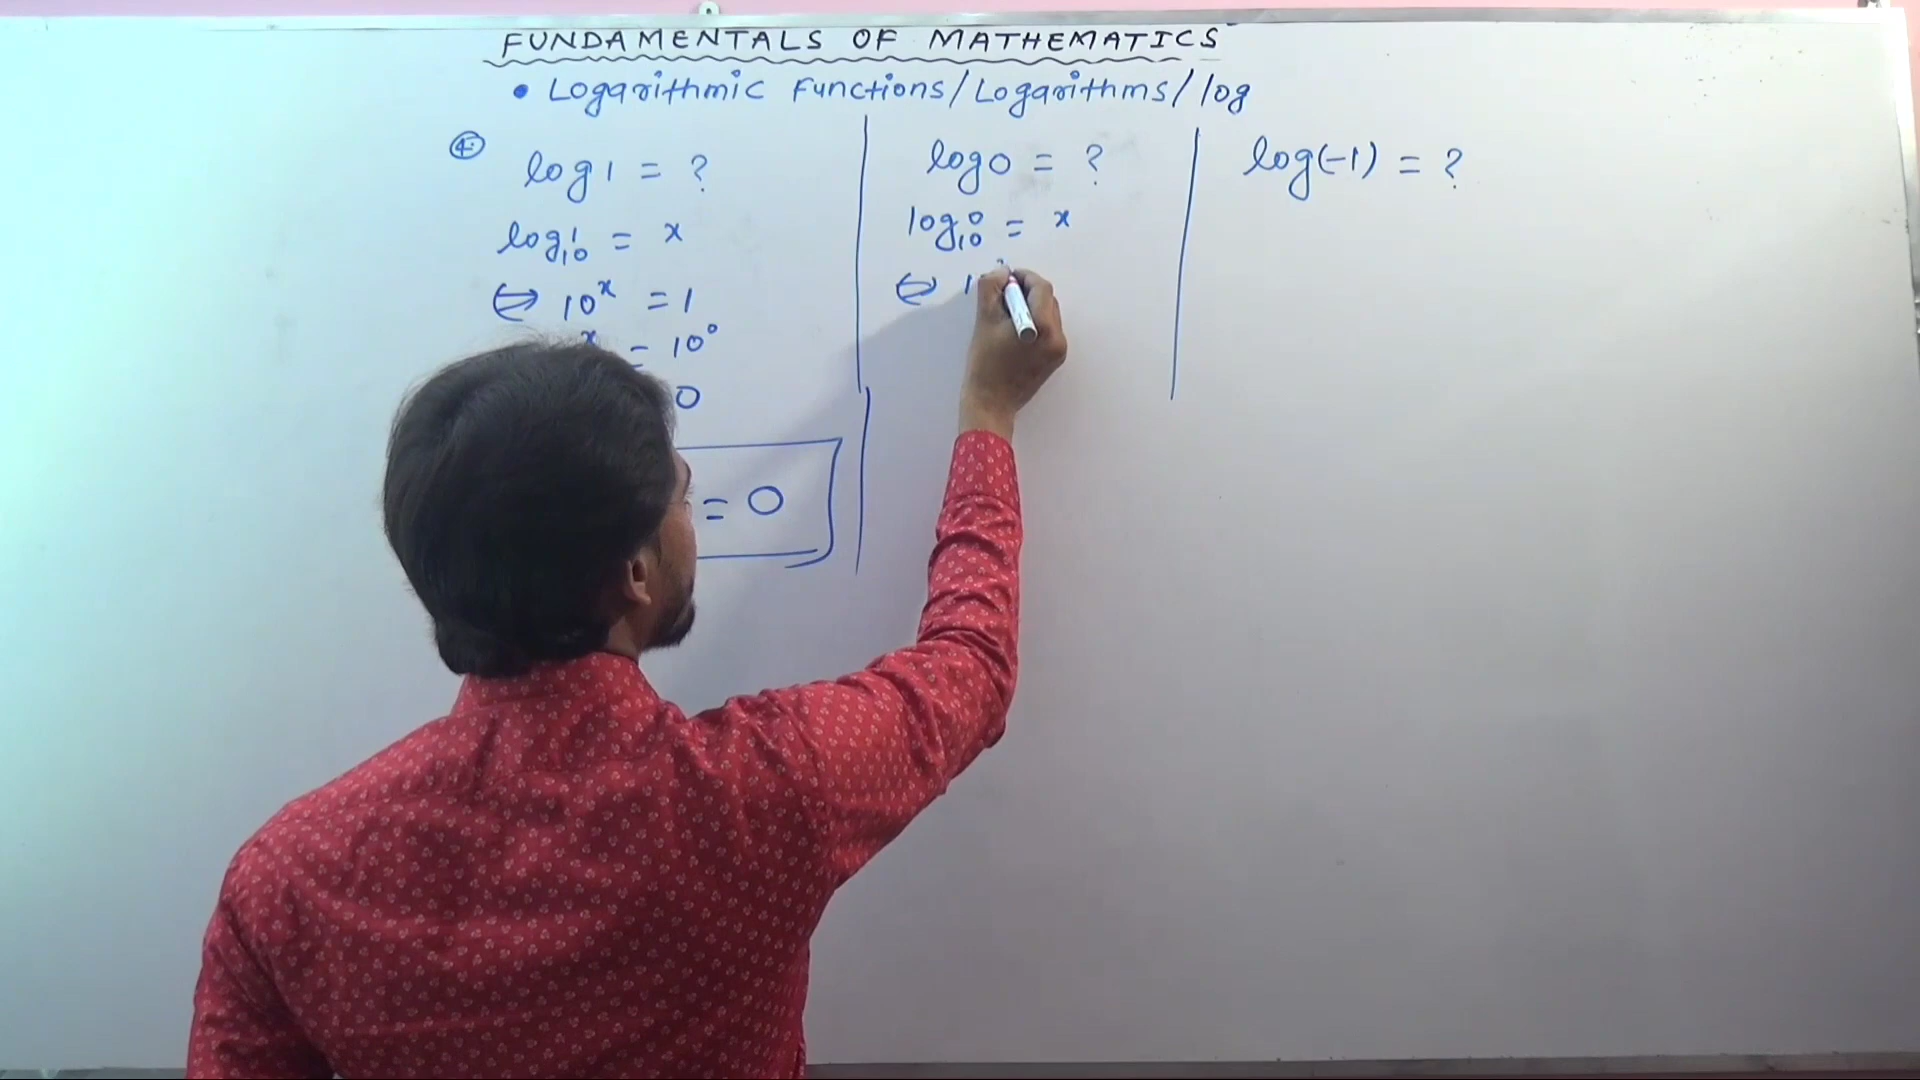 FUNDAMENTALS OF MATHEMATICS
• Logarithmic Functions/Logarithms/log
④
log 1 = ?
log₁₀1 = x
⇔ 10ˣ = 1
x = 10⁰
0
= 0
log 0 = ?
log₁₀0 = x
⇔ 1
log(-1) = ?